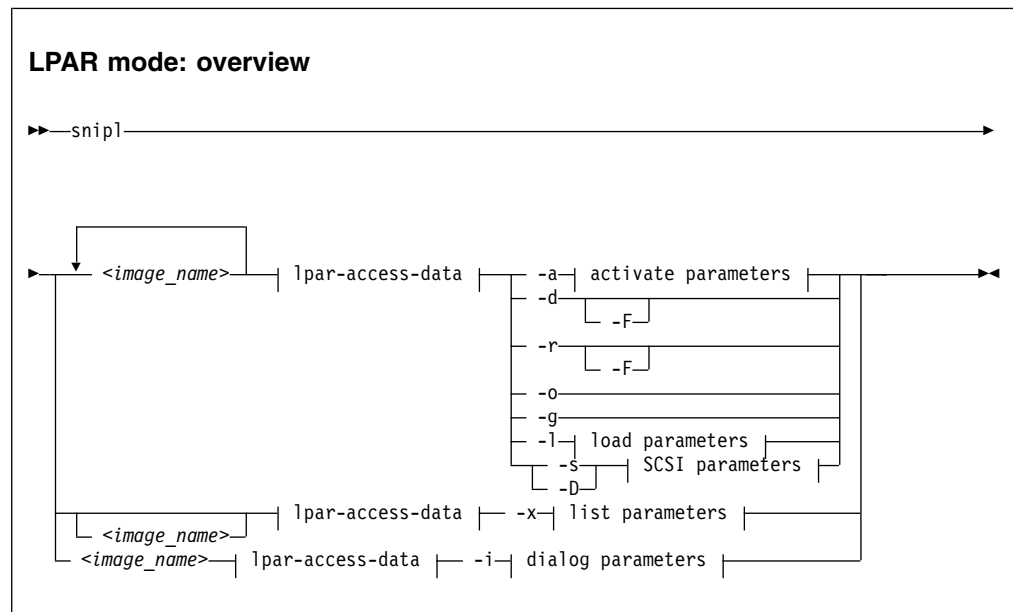 LPAR mode: overview
snipl
<image_name> lpar-access-data -a activate parameters
-d
-F
-r
-F
-o
-g
-l load parameters
-s SCSI parameters
-D
lpar-access-data -x list parameters
<image_name>
<image_name> lpar-access-data -i dialog parameters